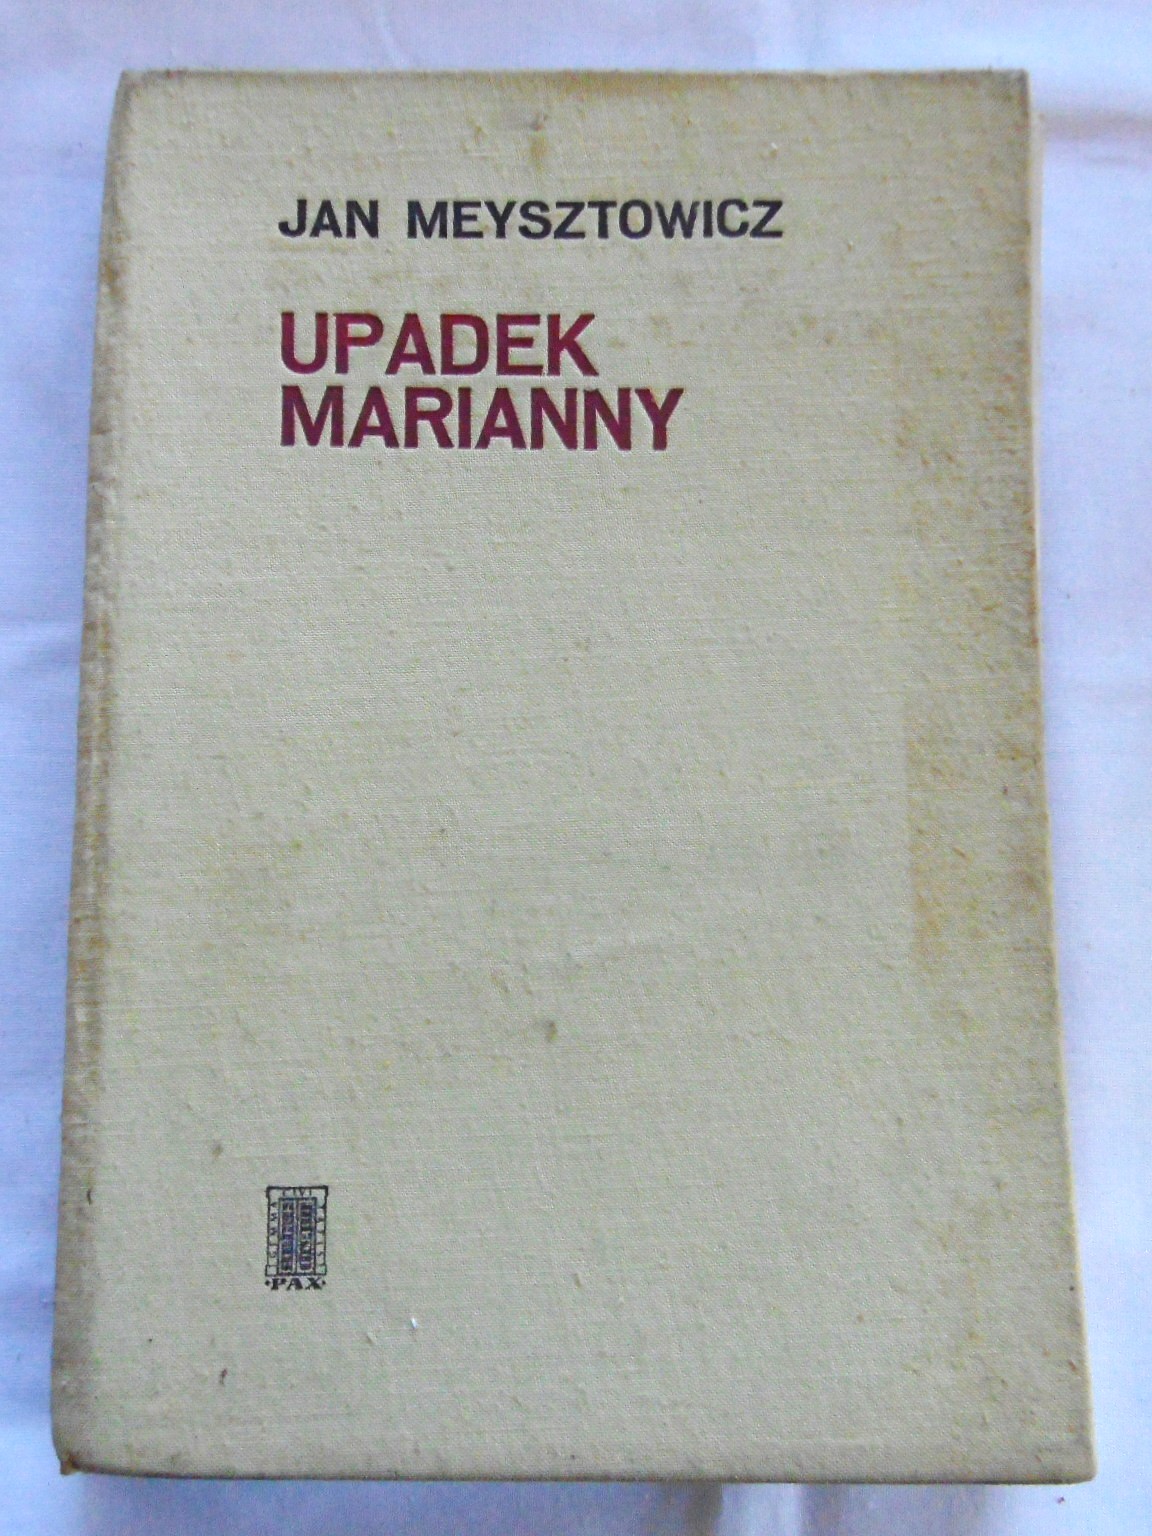 JAN MEYSZTOWICZ
UPADEK
MARIANNY
·PAX·